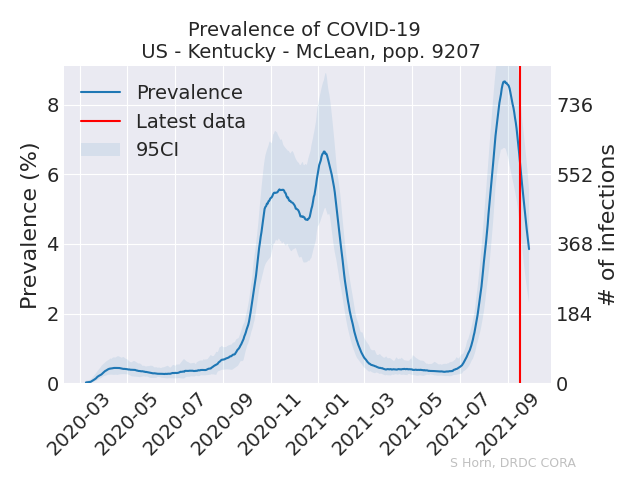 Prevalence of COVID-19
US - Kentucky - McLean, pop. 9207
Prevalence
Latest data
95CI
Prevalence (%)
8
6
4
2
0
736
552
368
184
0
# of infections
2020-03
2020-05
2020-07
2020-09
2020-11
2021-01
2021-03
2021-05
2021-07
2021-09
S Horn, DRDC CORA